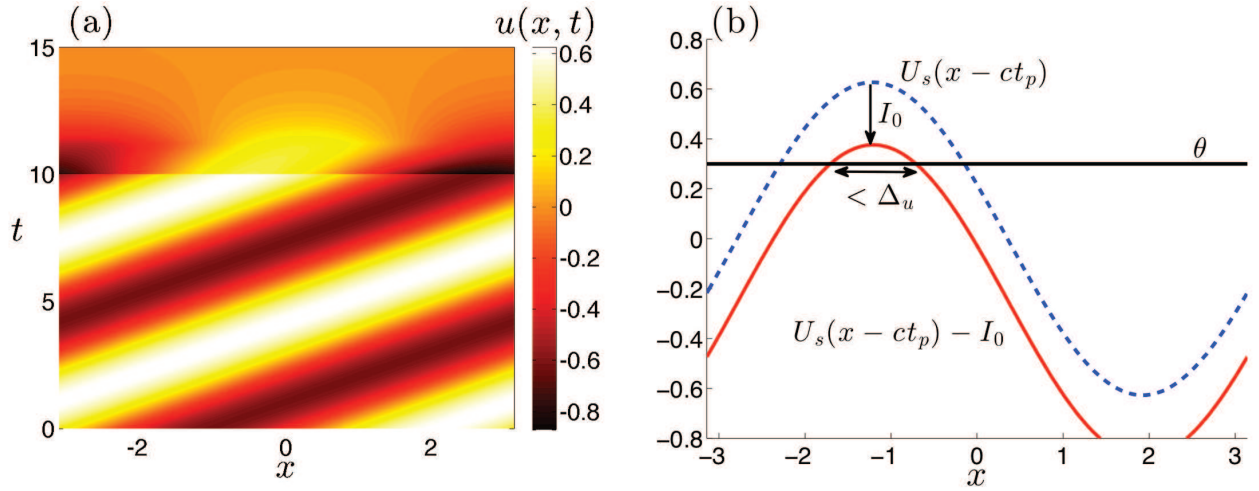 (a)
u(x, t)
15
10
t
5
0
-2
0
2
x
0.6
0.4
0.2
0
-0.2
-0.4
-0.6
-0.8
(b)
0.8
0.6
0.4
0.2
0
−0.2
−0.4
−0.6
−0.8
U_s(x − ct_p)
I_0
θ
< Δ_u
U_s(x − ct_p) − I_0
−3
−2
−1
0
1
2
3
x